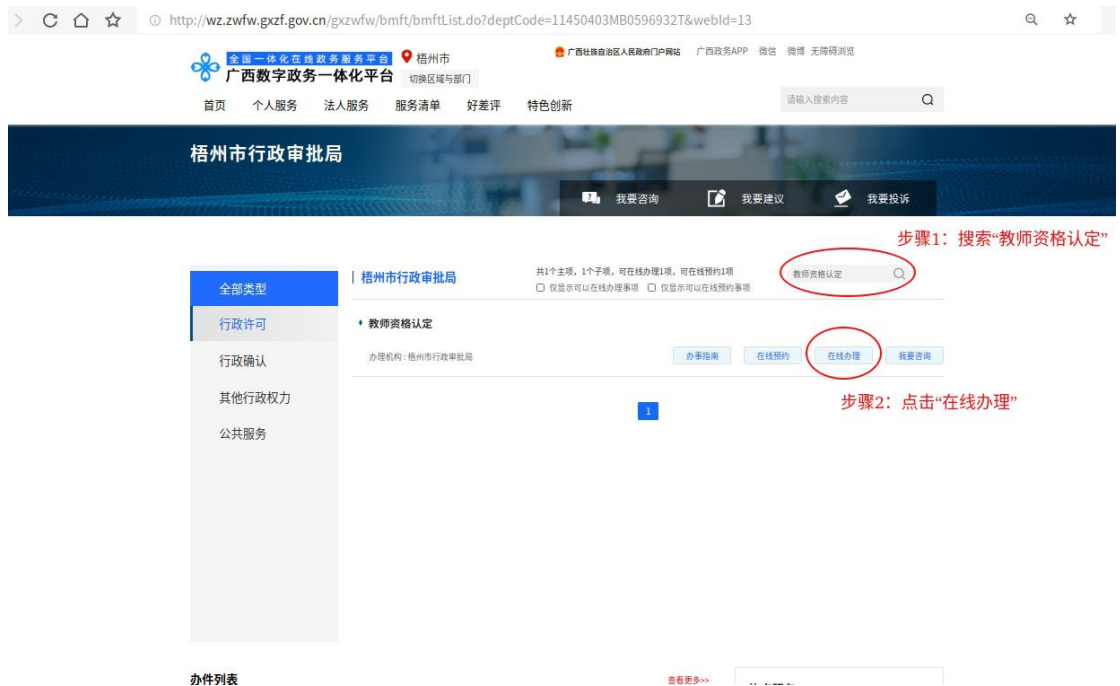 http://wz.zwfw.gxzf.gov.cn/gxzwfw/bmft/bmftList.do?deptCode=11450403MB0596932T&webId=13
全国一体化在线政务服务平台
广西数字政务一体化平台
梧州市
切换区域与部门
广西壮族自治区人民政府门户网站 广西政务APP 微信 微博 无障碍浏览
首页 个人服务 法人服务 服务清单 好差评 特色创新
请输入搜索内容
梧州市行政审批局
我要咨询 我要建议 我要投诉
步骤1：搜索“教师资格认定”
全部类型
行政许可
行政确认
其他行政权力
公共服务
梧州市行政审批局
共1个主项，1个子项，可在线办理1项，可在线预约1项
仅显示可以在线办理事项 仅显示可以在线预约事项
教师资格认定
教师资格认定
办理机构：梧州市行政审批局
办事指南 在线预约 在线办理 我要咨询
步骤2：点击“在线办理”
1
办件列表
查看更多>>